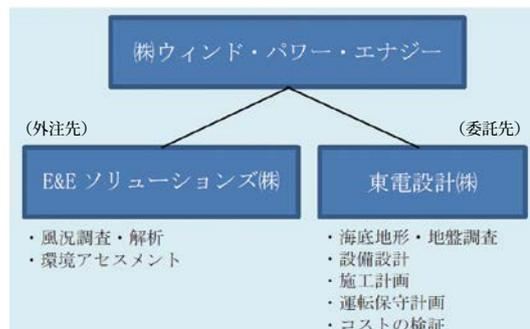 ㈱ウィンド・パワー・エナジー
（外注先）
（委託先）
E&E ソリューションズ㈱
東電設計㈱
・風況調査・解析
・環境アセスメント
・海底地形・地盤調査
・設備設計
・施工計画
・運転保守計画
・コストの検証